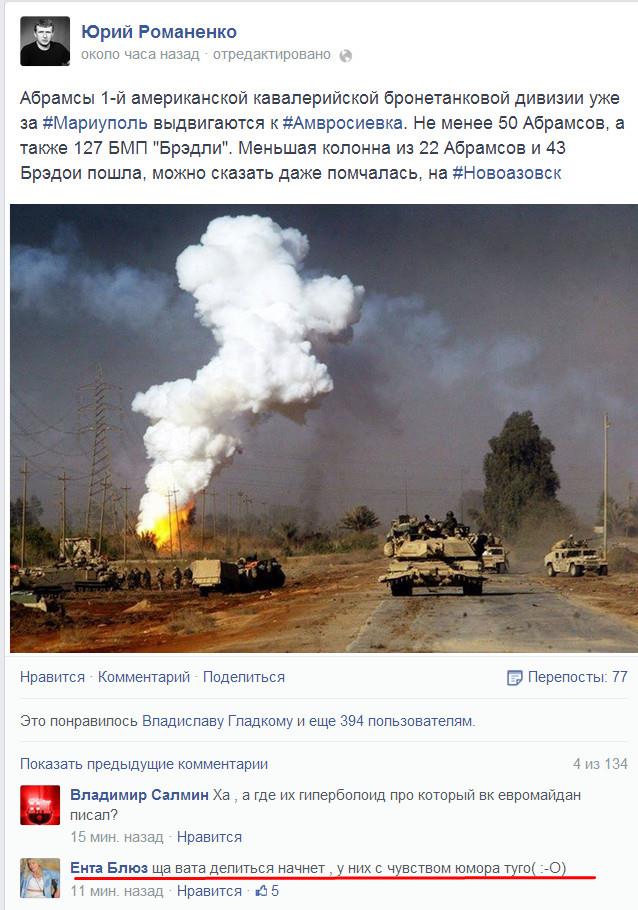 Юрий Романенко
около часа назад · отредактировано
Абрамсы 1-й американской кавалерийской бронетанковой дивизии уже
за #Мариуполь выдвигаются к #Амвросиевка. Не менее 50 Абрамсов, а
также 127 БМП "Брэдли". Меньшая колонна из 22 Абрамсов и 43
Брэдои пошла, можно сказать даже помчалась, на #Новоазовск
Нравится · Комментарий · Поделиться Перепосты: 77
Это понравилось Владиславу Гладкому и еще 394 пользователям.
Показать предыдущие комментарии 4 из 134
Владимир Салмин Ха , а где их гиперболоид про который вк евромайдан
писал?
15 мин. назад · Нравится
Ента Блюз ща вата делиться начнет , у них с чувством юмора туго( :-O)
11 мин. назад · Нравится · 5